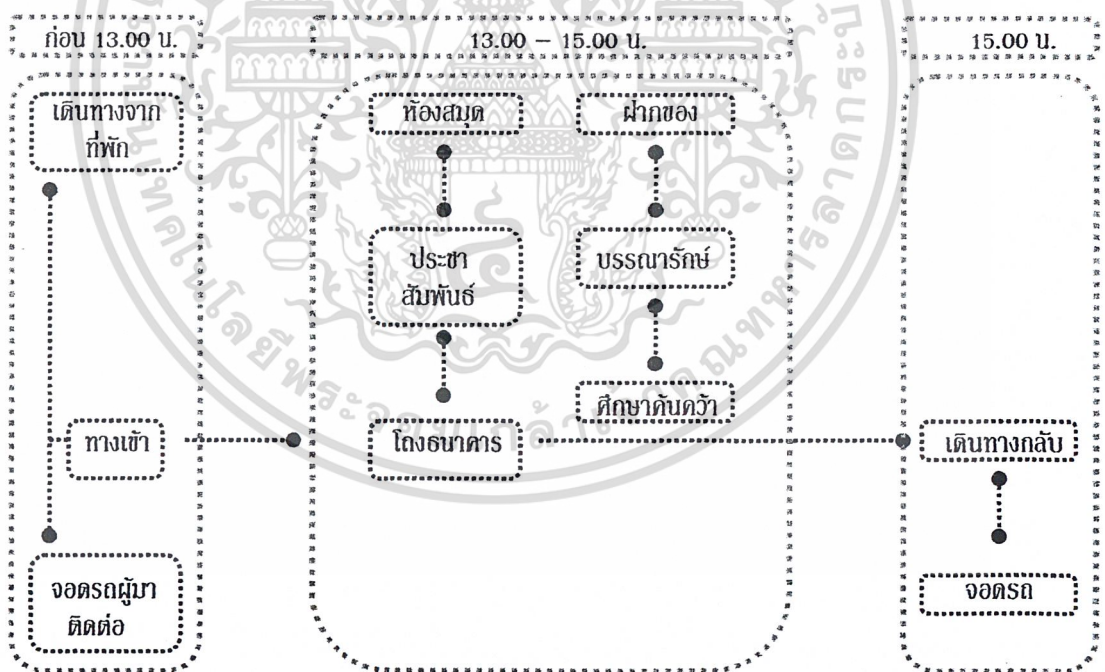 ก่อน 13.00 น.
13.00 – 15.00 น.
15.00 น.
เดินทางจาก
ที่พัก
ทางเข้า
จอดรถผู้มา
ติดต่อ
ห้องสมุด
ประชา
สัมพันธ์
โถงธนาคาร
ฝากของ
บรรณารักษ์
ศึกษาค้นคว้า
เดินทางกลับ
จอดรถ